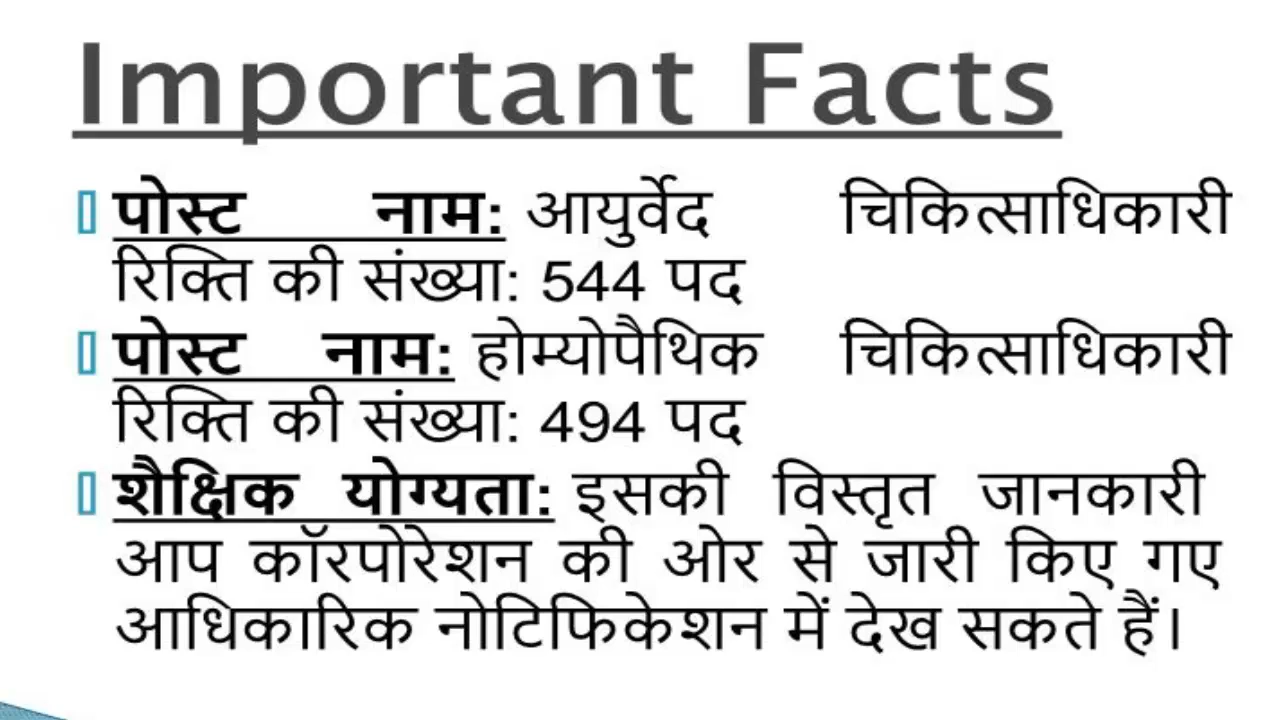 Important Facts
पोस्ट नाम: आयुर्वेद चिकित्साधिकारी
रिक्ति की संख्या: 544 पद
पोस्ट नाम: होम्योपैथिक चिकित्साधिकारी
रिक्ति की संख्या: 494 पद
शैक्षिक योग्यता: इसकी विस्तृत जानकारी
आप कॉरपोरेशन की ओर से जारी किए गए
आधिकारिक नोटिफिकेशन में देख सकते हैं।